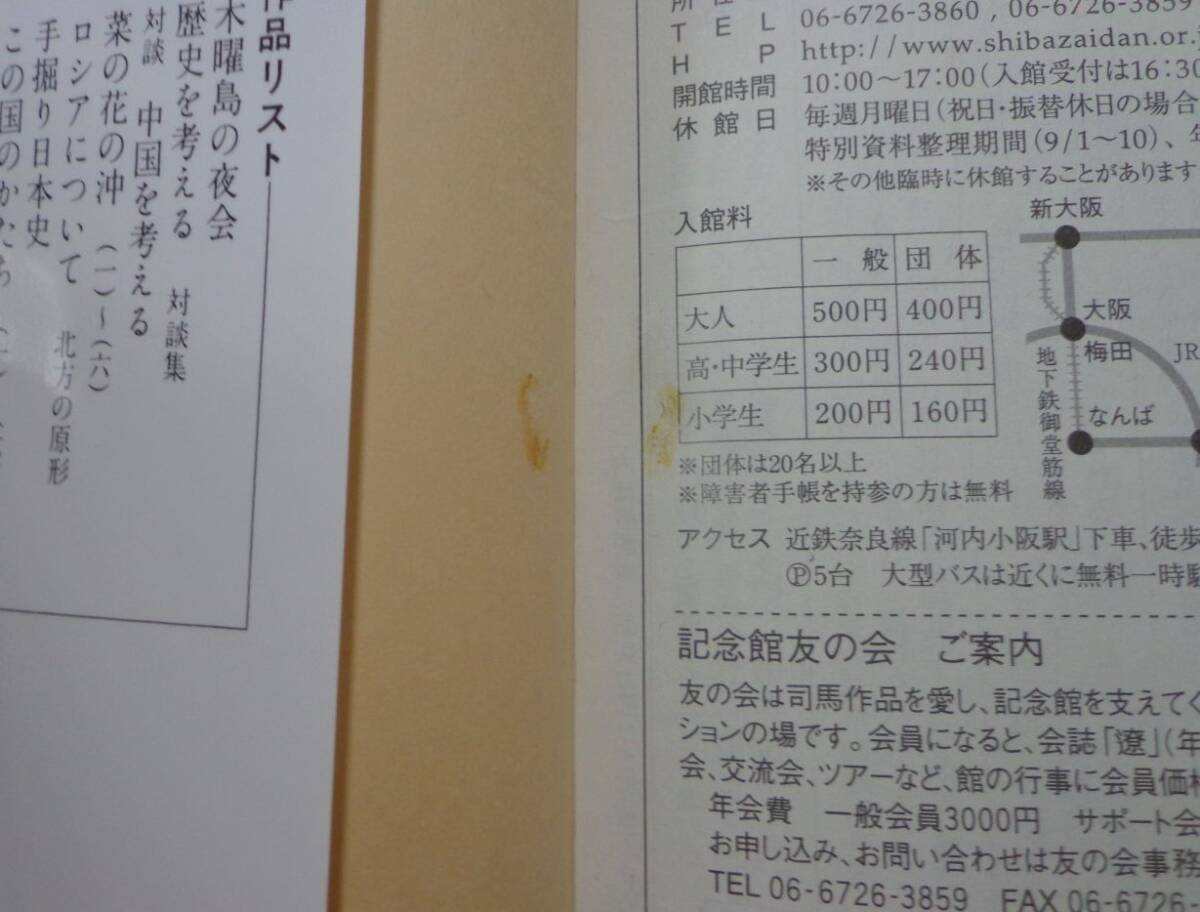 作品リスト
木曜島の夜会
歴史を考える 対談集
対談 中国を考える
菜の花の沖 (一)~(六)
ロシアについて 北方の原形
手掘り日本史
この国のかたち
TEL 06-6726-3860 , 06-6726-3859
HP http://www.shibazaidan.or.j
開館時間 10:00〜17:00(入館受付は16:30
休館日 毎週月曜日(祝日・振替休日の場合
特別資料整理期間(9/1〜10)、
※その他臨時に休館することがあります
入館料
一般 団体
大人 500円 400円
高・中学生 300円 240円
小学生 200円 160円
※団体は20名以上
※障害者手帳を持参の方は無料
新大阪
大阪
梅田
JR
なんば
地下鉄御堂筋線
アクセス 近鉄奈良線「河内小阪駅」下車、徒歩
Ⓟ5台 大型バスは近くに無料一時駐
記念館友の会 ご案内
友の会は司馬作品を愛し、記念館を支えてく
ションの場です。会員になると、会誌「遼」(年
会、交流会、ツアーなど、館の行事に会員価格
年会費 一般会員3000円 サポート会
お申し込み、お問い合わせは友の会事務
TEL 06-6726-3859 FAX 06-6726-